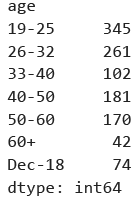 age
19-25 345
26-32 261
33-40 102
40-50 181
50-60 170
60+ 42
Dec-18 74
dtype: int64